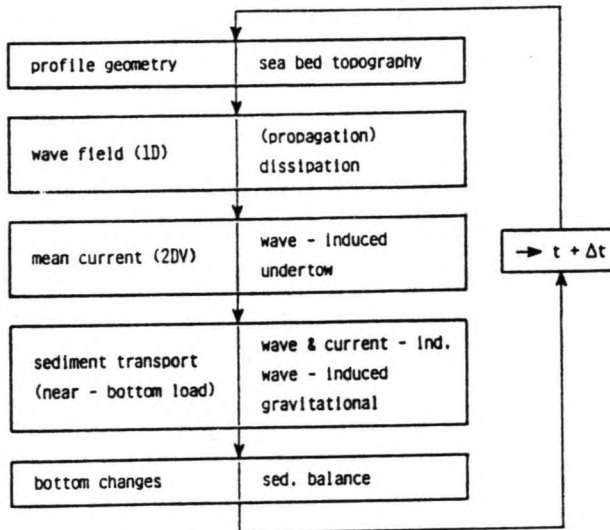 profile geometry sea bed topography
wave field (1D) (propagation)
dissipation
mean current (2DV) wave - induced
undertow
→ t + Δt
sediment transport wave & current - ind.
(near - bottom load) wave - induced
gravitational
bottom changes sed. balance